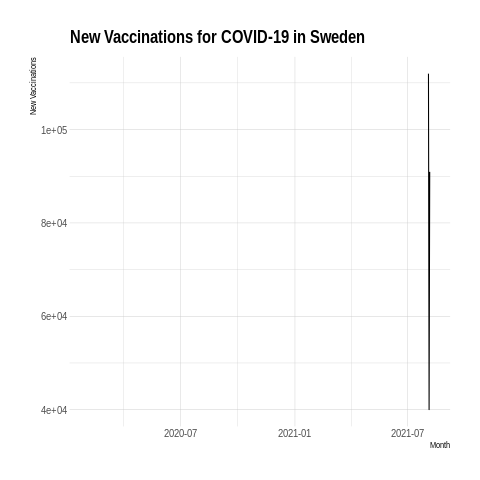 New Vaccinations for COVID-19 in Sweden
New Vaccinations
1e+05
8e+04
6e+04
4e+04
2020-07 2021-01 2021-07
Month